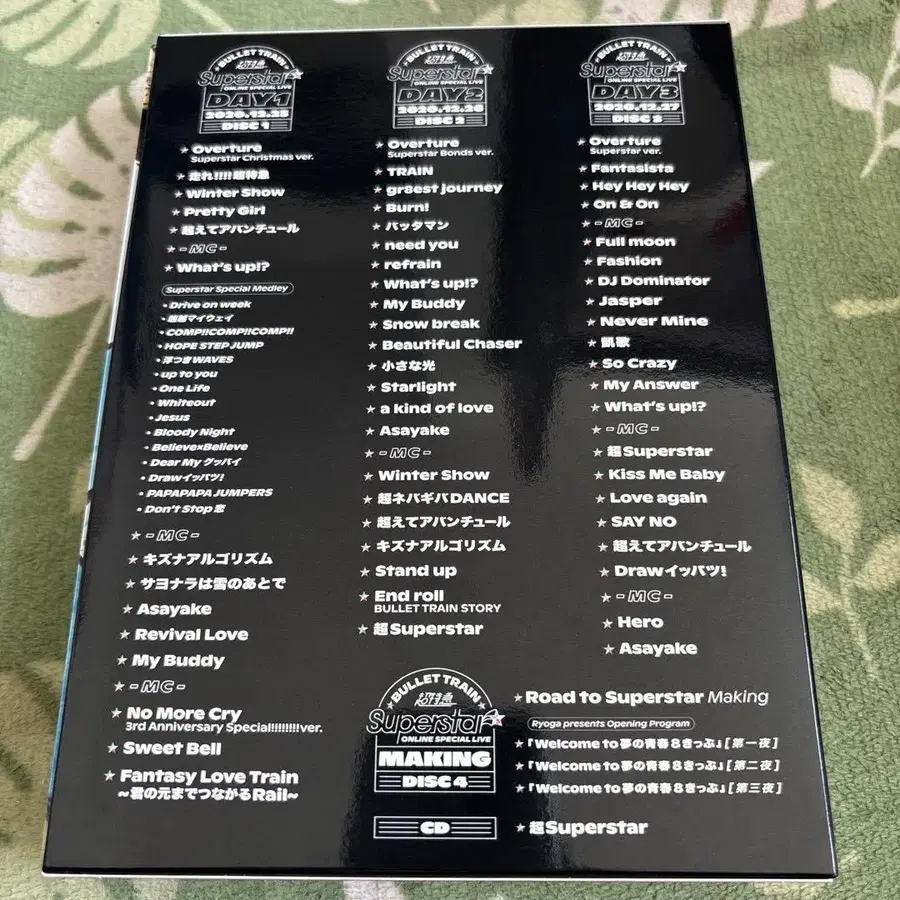 BULLET TRAIN
超特急
Superstar
ONLINE SPECIAL LIVE
DAY1
2020.12.25
DISC 1
★ Overture
Superstar Christmas ver.
★ 走れ!!!!超特急
★ Winter Show
★ Pretty Girl
★ 超えてアバンチュール
★ - MC -
★ What's up!?
Superstar Special Medley
• Drive on week
• 超越マイウェイ
• COMP!!COMP!!COMP!!
• HOPE STEP JUMP
• 浮つきWAVES
• up to you
• One Life
• Whiteout
• Jesus
• Bloody Night
• Believe×Believe
• Dear My グッバイ
• Drawイッパツ!
• PAPAPAPA JUMPERS
• Don't Stop 恋
★ - MC -
★ キズナアルゴリズム
★ サヨナラは雪のあとで
★ Asayake
★ Revival Love
★ My Buddy
★ - MC -
★ No More Cry
3rd Anniversary Special!!!!!!!!ver.
★ Sweet Bell
★ Fantasy Love Train
~君の元までつながるRail~
BULLET TRAIN
超特急
Superstar
ONLINE SPECIAL LIVE
DAY2
2020.12.26
DISC 2
★ Overture
Superstar Bonds ver.
★ TRAIN
★ gr8est journey
★ Burn!
★ バッタマン
★ need you
★ refrain
★ What's up!?
★ My Buddy
★ Snow break
★ Beautiful Chaser
★ 小さな光
★ Starlight
★ a kind of love
★ Asayake
★ - MC -
★ Winter Show
★ 超ネバギバDANCE
★ 超えてアバンチュール
★ キズナアルゴリズム
★ Stand up
★ End roll
BULLET TRAIN STORY
★ 超Superstar
BULLET TRAIN
超特急
Superstar
ONLINE SPECIAL LIVE
DAY3
2020.12.27
DISC 3
★ Overture
Superstar ver.
★ Fantasista
★ Hey Hey Hey
★ On & On
★ - MC -
★ Full moon
★ Fashion
★ DJ Dominator
★ Jasper
★ Never Mine
★ 凱歌
★ So Crazy
★ My Answer
★ What's up!?
★ - MC -
★ 超Superstar
★ Kiss Me Baby
★ Love again
★ SAY NO
★ 超えてアバンチュール
★ Drawイッパツ!
★ - MC -
★ Hero
★ Asayake
BULLET TRAIN
超特急
Superstar
ONLINE SPECIAL LIVE
MAKING
DISC 4
★ Road to Superstar Making
Ryoga presents Opening Program
★『Welcome to 夢の青春8きっぷ』[第一夜]
★『Welcome to 夢の青春8きっぷ』[第二夜]
★『Welcome to 夢の青春8きっぷ』[第三夜]
CD
★ 超Superstar